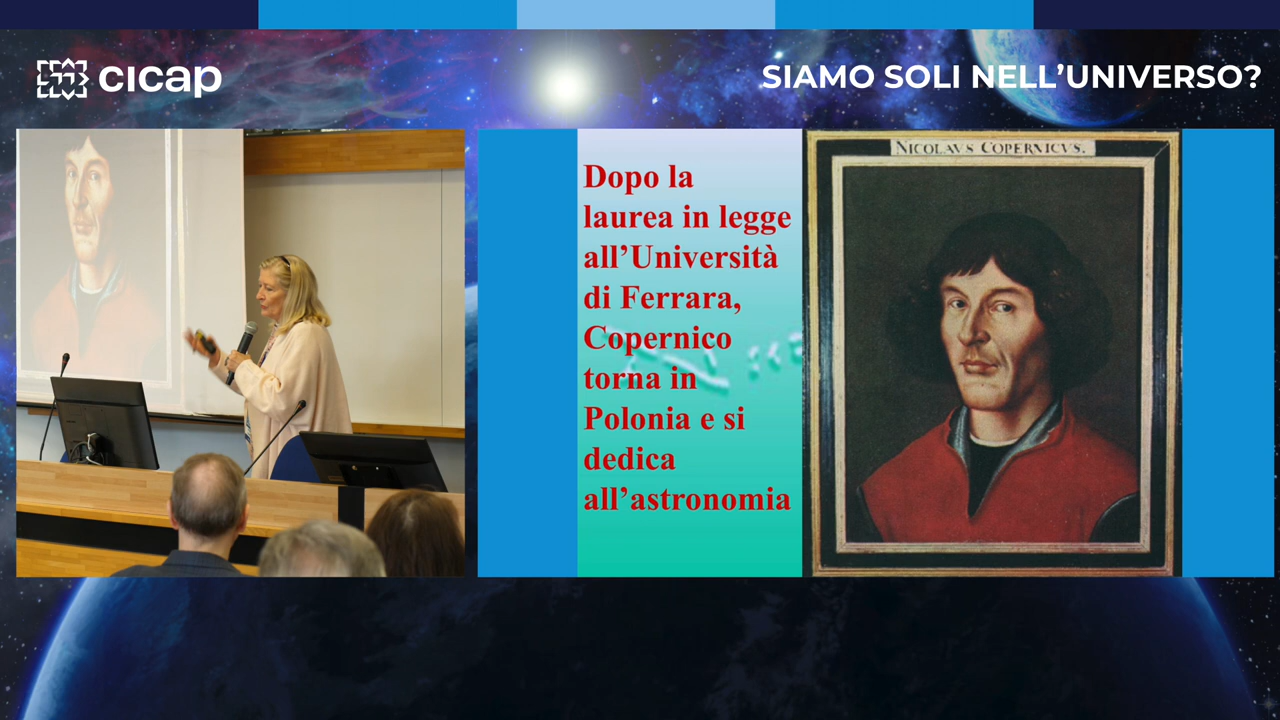 cicap
SIAMO SOLI NELL’UNIVERSO?
Dopo la
laurea in legge
all’Università
di Ferrara,
Copernico
torna in
Polonia e si
dedica
all’astronomia
NICOLAVS COPERNICVS.